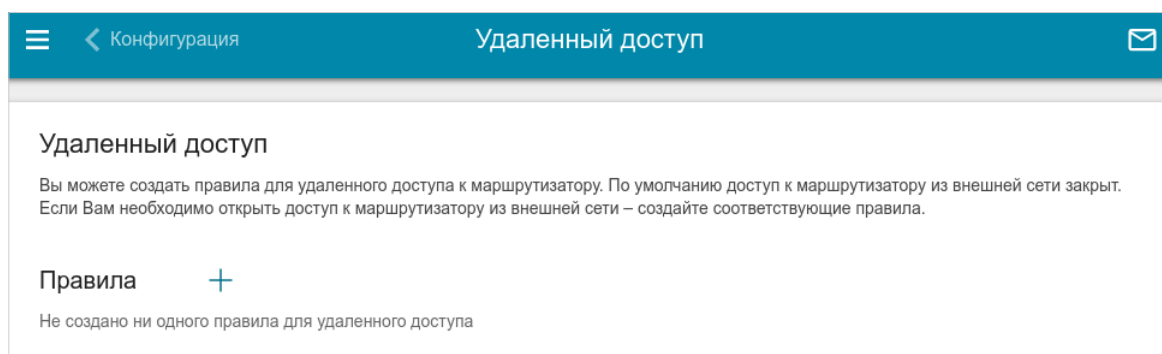 Конфигурация
Удаленный доступ
Удаленный доступ
Вы можете создать правила для удаленного доступа к маршрутизатору. По умолчанию доступ к маршрутизатору из внешней сети закрыт.
Если Вам необходимо открыть доступ к маршрутизатору из внешней сети – создайте соответствующие правила.
Правила
Не создано ни одного правила для удаленного доступа